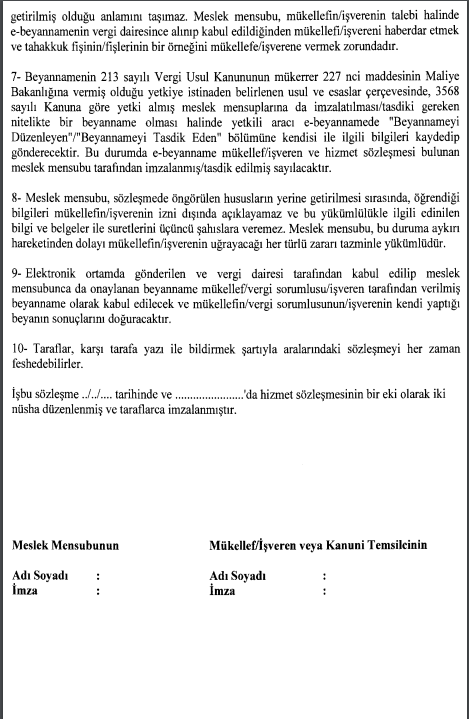 getirilmiş olduğu anlamını taşımaz. Meslek mensubu, mükellefin/işverenin talebi halinde
e-beyannamenin vergi dairesince alınıp kabul edildiğinden mükellefi/işvereni haberdar etmek
ve tahakkuk fişinin/fişlerinin bir örneğini mükellefe/işverene vermek zorundadır.
7- Beyannamenin 213 sayılı Vergi Usul Kanununun mükerrer 227 nci maddesinin Maliye
Bakanlığına vermiş olduğu yetkiye istinaden belirlenen usul ve esaslar çerçevesinde, 3568
sayılı Kanuna göre yetki almış meslek mensuplarına da imzalatılması/tasdiki gereken
nitelikte bir beyanname olması halinde yetkili aracı e-beyannamede "Beyannameyi
Düzenleyen"/"Beyannameyi Tasdik Eden" bölümüne kendisi ile ilgili bilgileri kaydedip
gönderecektir. Bu durumda e-beyanname mükellef/işveren ve hizmet sözleşmesi bulunan
meslek mensubu tarafından imzalanmış/tasdik edilmiş sayılacaktır.
8- Meslek mensubu, sözleşmede öngörülen hususların yerine getirilmesi sırasında, öğrendiği
bilgileri mükellefin/işverenin izni dışında açıklayamaz ve bu yükümlülükle ilgili edinilen
bilgi ve belgeler ile suretlerini üçüncü şahıslara veremez. Meslek mensubu, bu duruma aykırı
hareketinden dolayı mükellefin/işverenin uğrayacağı her türlü zararı tazminle yükümlüdür.
9- Elektronik ortamda gönderilen ve vergi dairesi tarafından kabul edilip meslek
mensubunca da onaylanan beyanname mükellef/vergi sorumlusu/işveren tarafından verilmiş
beyanname olarak kabul edilecek ve mükellefin/vergi sorumlusunun/işverenin kendi yaptığı
beyanın sonuçlarını doğuracaktır.
10- Taraflar, karşı tarafa yazı ile bildirmek şartıyla aralarındaki sözleşmeyi her zaman
feshedebilirler.
İşbu sözleşme ../../.... tarihinde ve .......................'da hizmet sözleşmesinin bir eki olarak iki
nüsha düzenlenmiş ve taraflarca imzalanmıştır.
Meslek Mensubunun Mükellef/İşveren veya Kanuni Temsilcinin
Adı Soyadı : Adı Soyadı :
İmza : İmza :